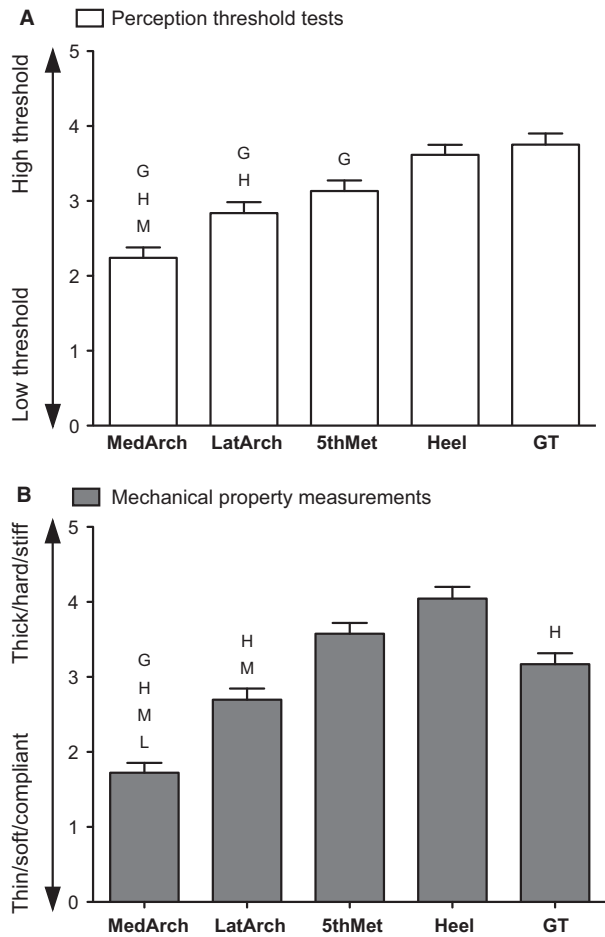 A Perception threshold tests
High threshold
Low threshold
5
4
3
2
1
0
G
H
M
G
H
G
MedArch LatArch 5thMet Heel GT
B Mechanical property measurements
Thick/hard/stiff
Thin/soft/compliant
5
4
3
2
1
0
G
H
M
L
H
M
H
MedArch LatArch 5thMet Heel GT